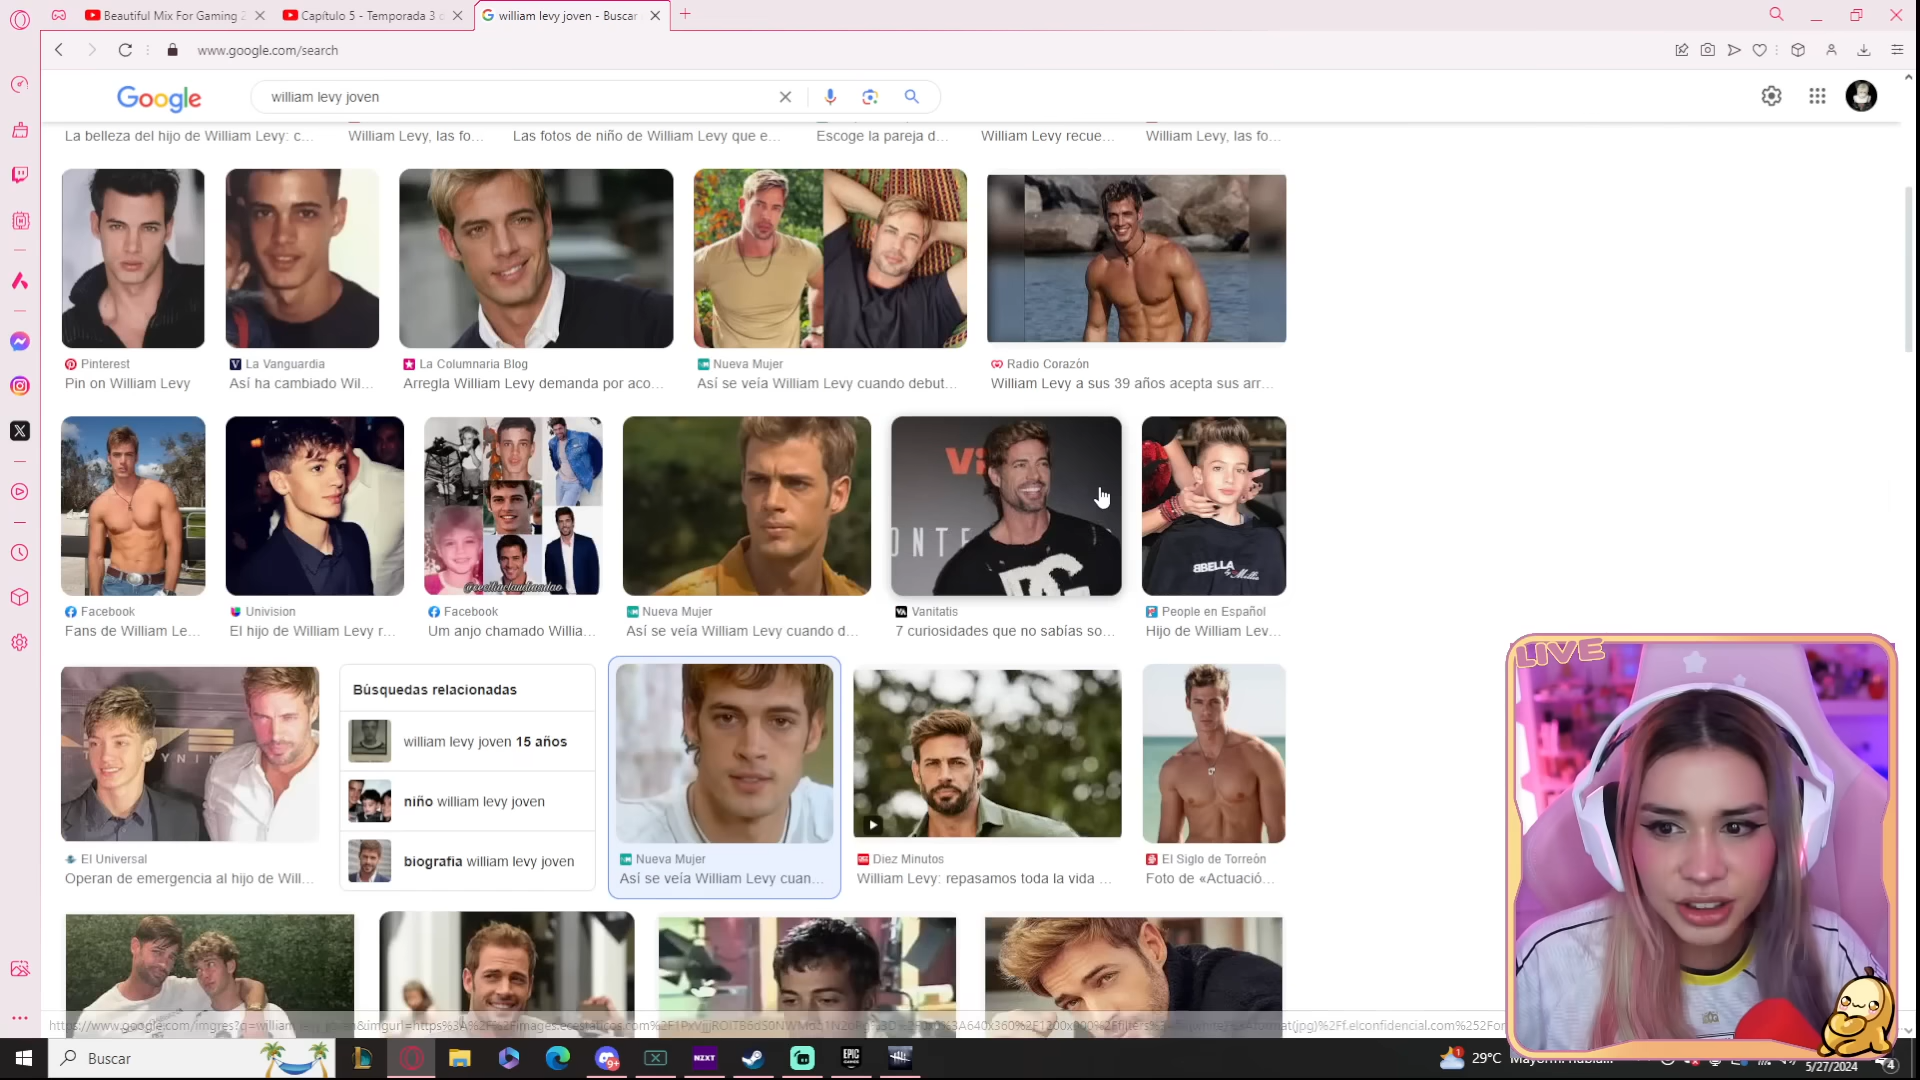 Beautiful Mix For Gaming 2
Capítulo 5 - Temporada 3
william levy joven - Buscar
www.google.com/search
Google
william levy joven
La belleza del hijo de William Levy: c...
William Levy, las fo...
Las fotos de niño de William Levy que e...
Escoge la pareja d...
William Levy recue...
William Levy, las fo...
Pinterest
Pin on William Levy
La Vanguardia
Así ha cambiado Wil...
La Columnaria Blog
Arregla William Levy demanda por aco...
Nueva Mujer
Así se veía William Levy cuando debut...
Radio Corazón
William Levy a sus 39 años acepta sus arr...
@ceciliaclaudiamdao
BBELLA
Facebook
Fans de William Le...
Univision
El hijo de William Levy r...
Facebook
Um anjo chamado Willia...
Nueva Mujer
Así se veía William Levy cuando d...
Vanitatis
7 curiosidades que no sabías so...
People en Español
Hijo de William Lev...
LIVE
Búsquedas relacionadas
william levy joven 15 años
niño william levy joven
biografia william levy joven
El Universal
Operan de emergencia al hijo de Will...
Nueva Mujer
Así se veía William Levy cuan...
Diez Minutos
William Levy: repasamos toda la vida ...
El Siglo de Torreón
Foto de «Actuació...
Buscar
9+
NZXT
EPIC
GAMES
29°C
5/27/2024
4